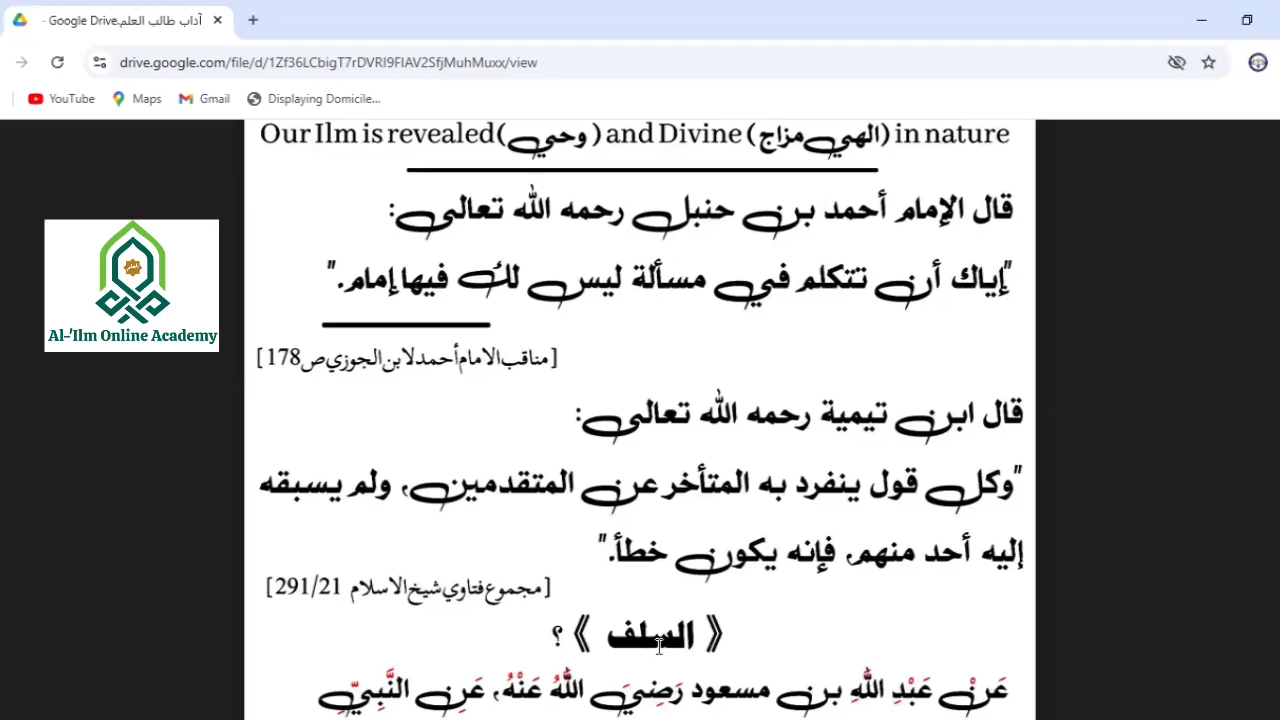 آداب طالب العلم - Google Drive
drive.google.com/file/d/1Zf36LCbigT7rDVRI9FIAV2SfjMuhMuxx/view
YouTube Maps Gmail Displaying Domicile...
Our Ilm is revealed (وحي) and Divine (الهي مزاج) in nature
قال الإمام أحمد بن حنبل رحمه الله تعالى:
"إياك أن تتكلم في مسألة ليس لك فيها إمام."
[مناقب الامام أحمد لابن الجوزي ص 178]
قال ابن تيمية رحمه الله تعالى:
"وكل قول ينفرد به المتأخر عن المتقدمين، ولم يسبقه
إليه أحد منهم، فإنه يكون خطأ."
[مجموع فتاوي شيخ الاسلام 291/21]
《السلف》؟
عَنْ عَبْدِ اللهِ بن مسعود رَضِيَ اللهُ عَنْهُ، عَنِ النَّبِيِّ
Al-'Ilm Online Academy